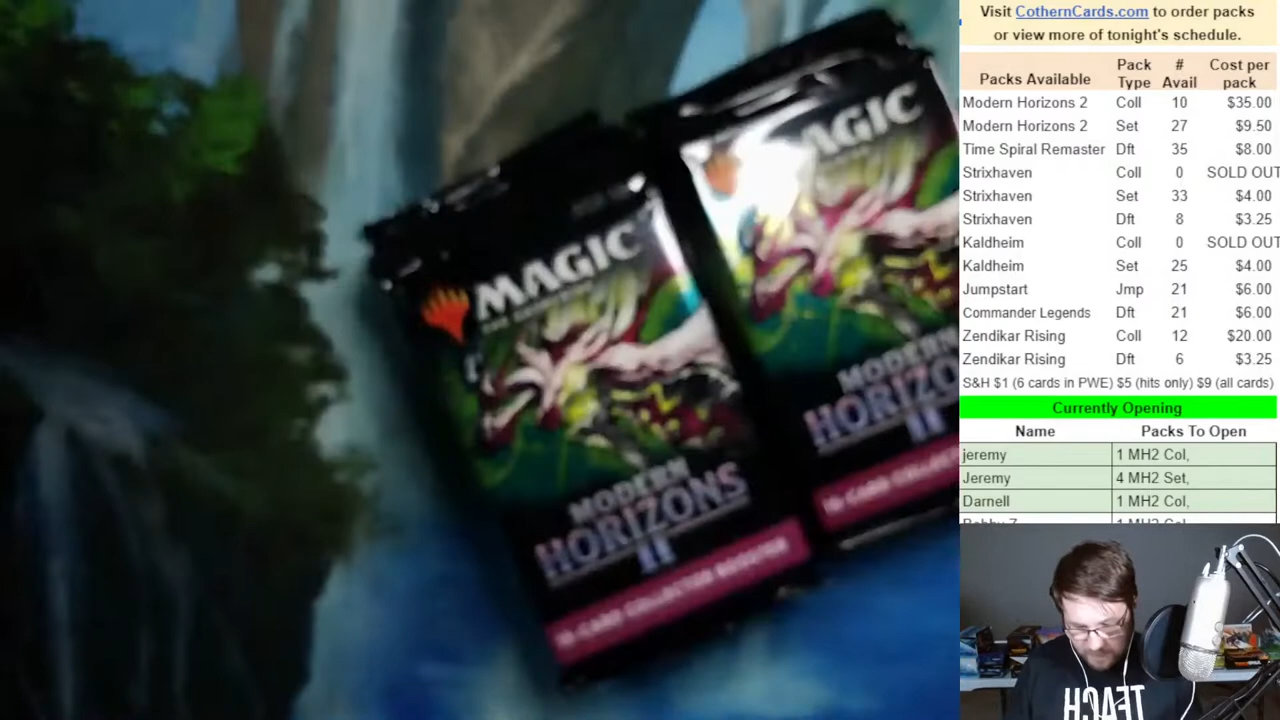 MAGIC
MODERN
HORIZONS
II
COLLECTOR BOOSTER
MAGIC
MODERN
HORIZO
II
Visit CothernCards.com to order packs
or view more of tonight's schedule.
Packs Available Pack Type # Avail Cost per pack
Modern Horizons 2 Coll 10 $35.00
Modern Horizons 2 Set 27 $9.50
Time Spiral Remaster Dft 35 $8.00
Strixhaven Coll 0 SOLD OUT
Strixhaven Set 33 $4.00
Strixhaven Dft 8 $3.25
Kaldheim Coll 0 SOLD OUT
Kaldheim Set 25 $4.00
Jumpstart Jmp 21 $6.00
Commander Legends Dft 21 $6.00
Zendikar Rising Coll 12 $20.00
Zendikar Rising Dft 6 $3.25
S&H $1 (6 cards in PWE) $5 (hits only) $9 (all cards)
Currently Opening
Name Packs To Open
jeremy 1 MH2 Col,
Jeremy 4 MH2 Set,
Darnell 1 MH2 Col,
TEACH